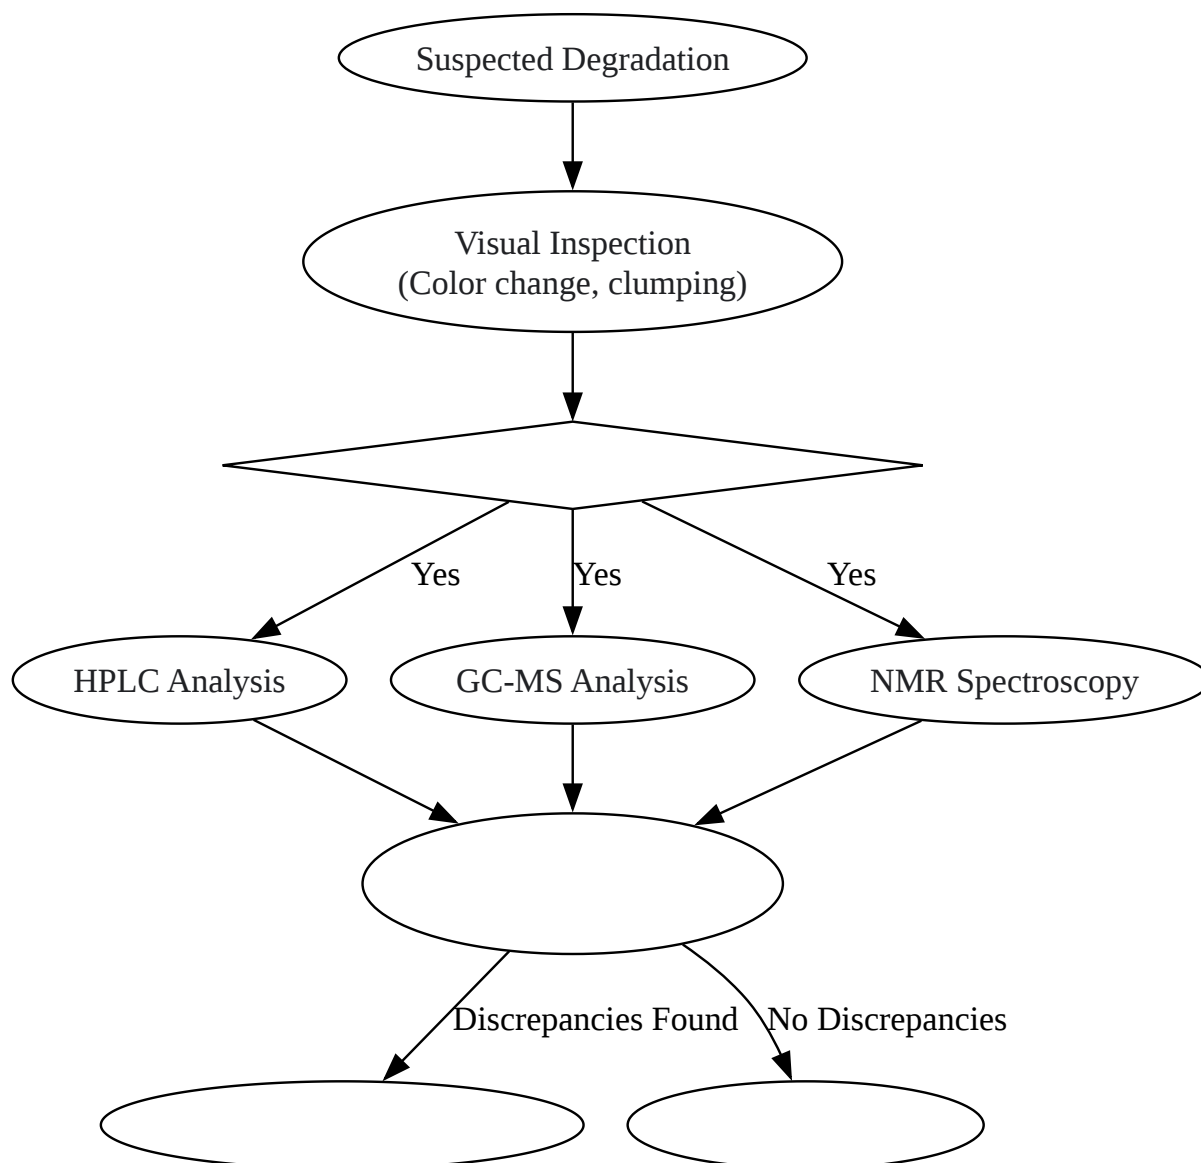 Suspected Degradation
Visual Inspection
(Color change, clumping)
Yes
Yes
Yes
HPLC Analysis
GC-MS Analysis
NMR Spectroscopy
Discrepancies Found
No Discrepancies